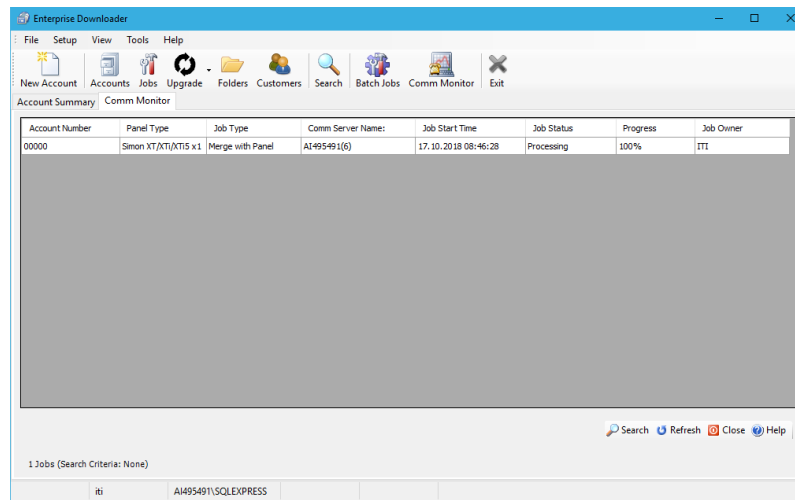 Enterprise Downloader
File Setup View Tools Help
New Account Accounts Jobs Upgrade Folders Customers Search Batch Jobs Comm Monitor Exit
Account Summary Comm Monitor
Account Number Panel Type Job Type Comm Server Name: Job Start Time Job Status Progress Job Owner
00000 Simon XT/XTi/XTi5 x1 Merge with Panel AI495491(6) 17.10.2018 08:46:28 Processing 100% ITI
Search Refresh Close Help
1 Jobs (Search Criteria: None)
iti AI495491\SQLEXPRESS